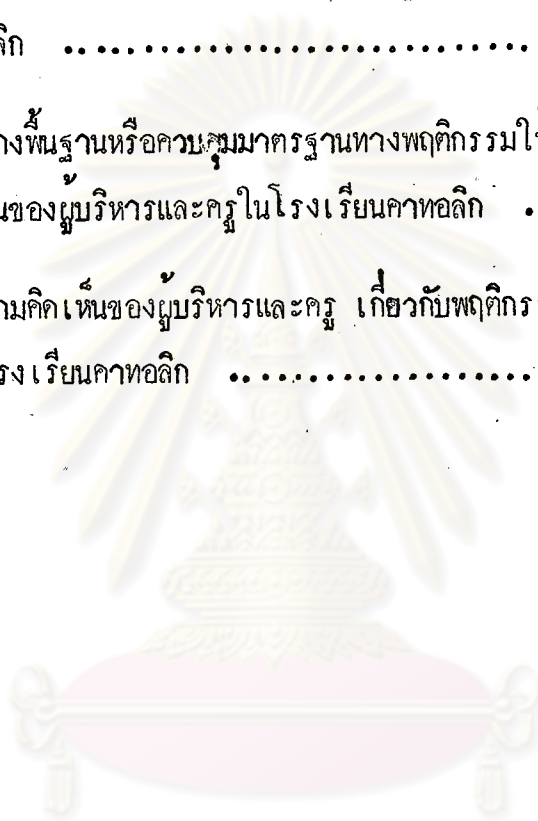 ลิก ..............................
างพื้นฐานหรือควบคุมมาตรฐานทางพฤติกรรมใ
นของผู้บริหารและครูในโรงเรียนคาทอลิก .
ามคิดเห็นของผู้บริหารและครู เกี่ยวกับพฤติกร
รงเรียนคาทอลิก ...................